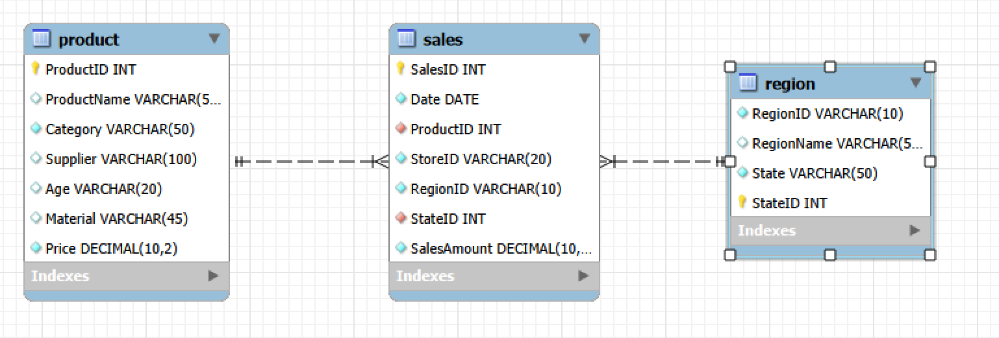 product
ProductID INT
ProductName VARCHAR(5...
Category VARCHAR(50)
Supplier VARCHAR(100)
Age VARCHAR(20)
Material VARCHAR(45)
Price DECIMAL(10,2)
Indexes
sales
SalesID INT
Date DATE
ProductID INT
StoreID VARCHAR(20)
RegionID VARCHAR(10)
StateID INT
SalesAmount DECIMAL(10,...
Indexes
region
RegionID VARCHAR(10)
RegionName VARCHAR(5...
State VARCHAR(50)
StateID INT
Indexes